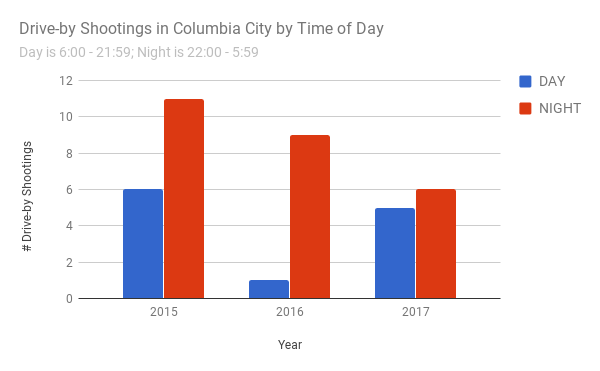 Drive-by Shootings in Columbia City by Time of Day
Day is 6:00 - 21:59; Night is 22:00 - 5:59
DAY
NIGHT
# Drive-by Shootings
12
10
8
6
4
2
0
2015
2016
2017
Year